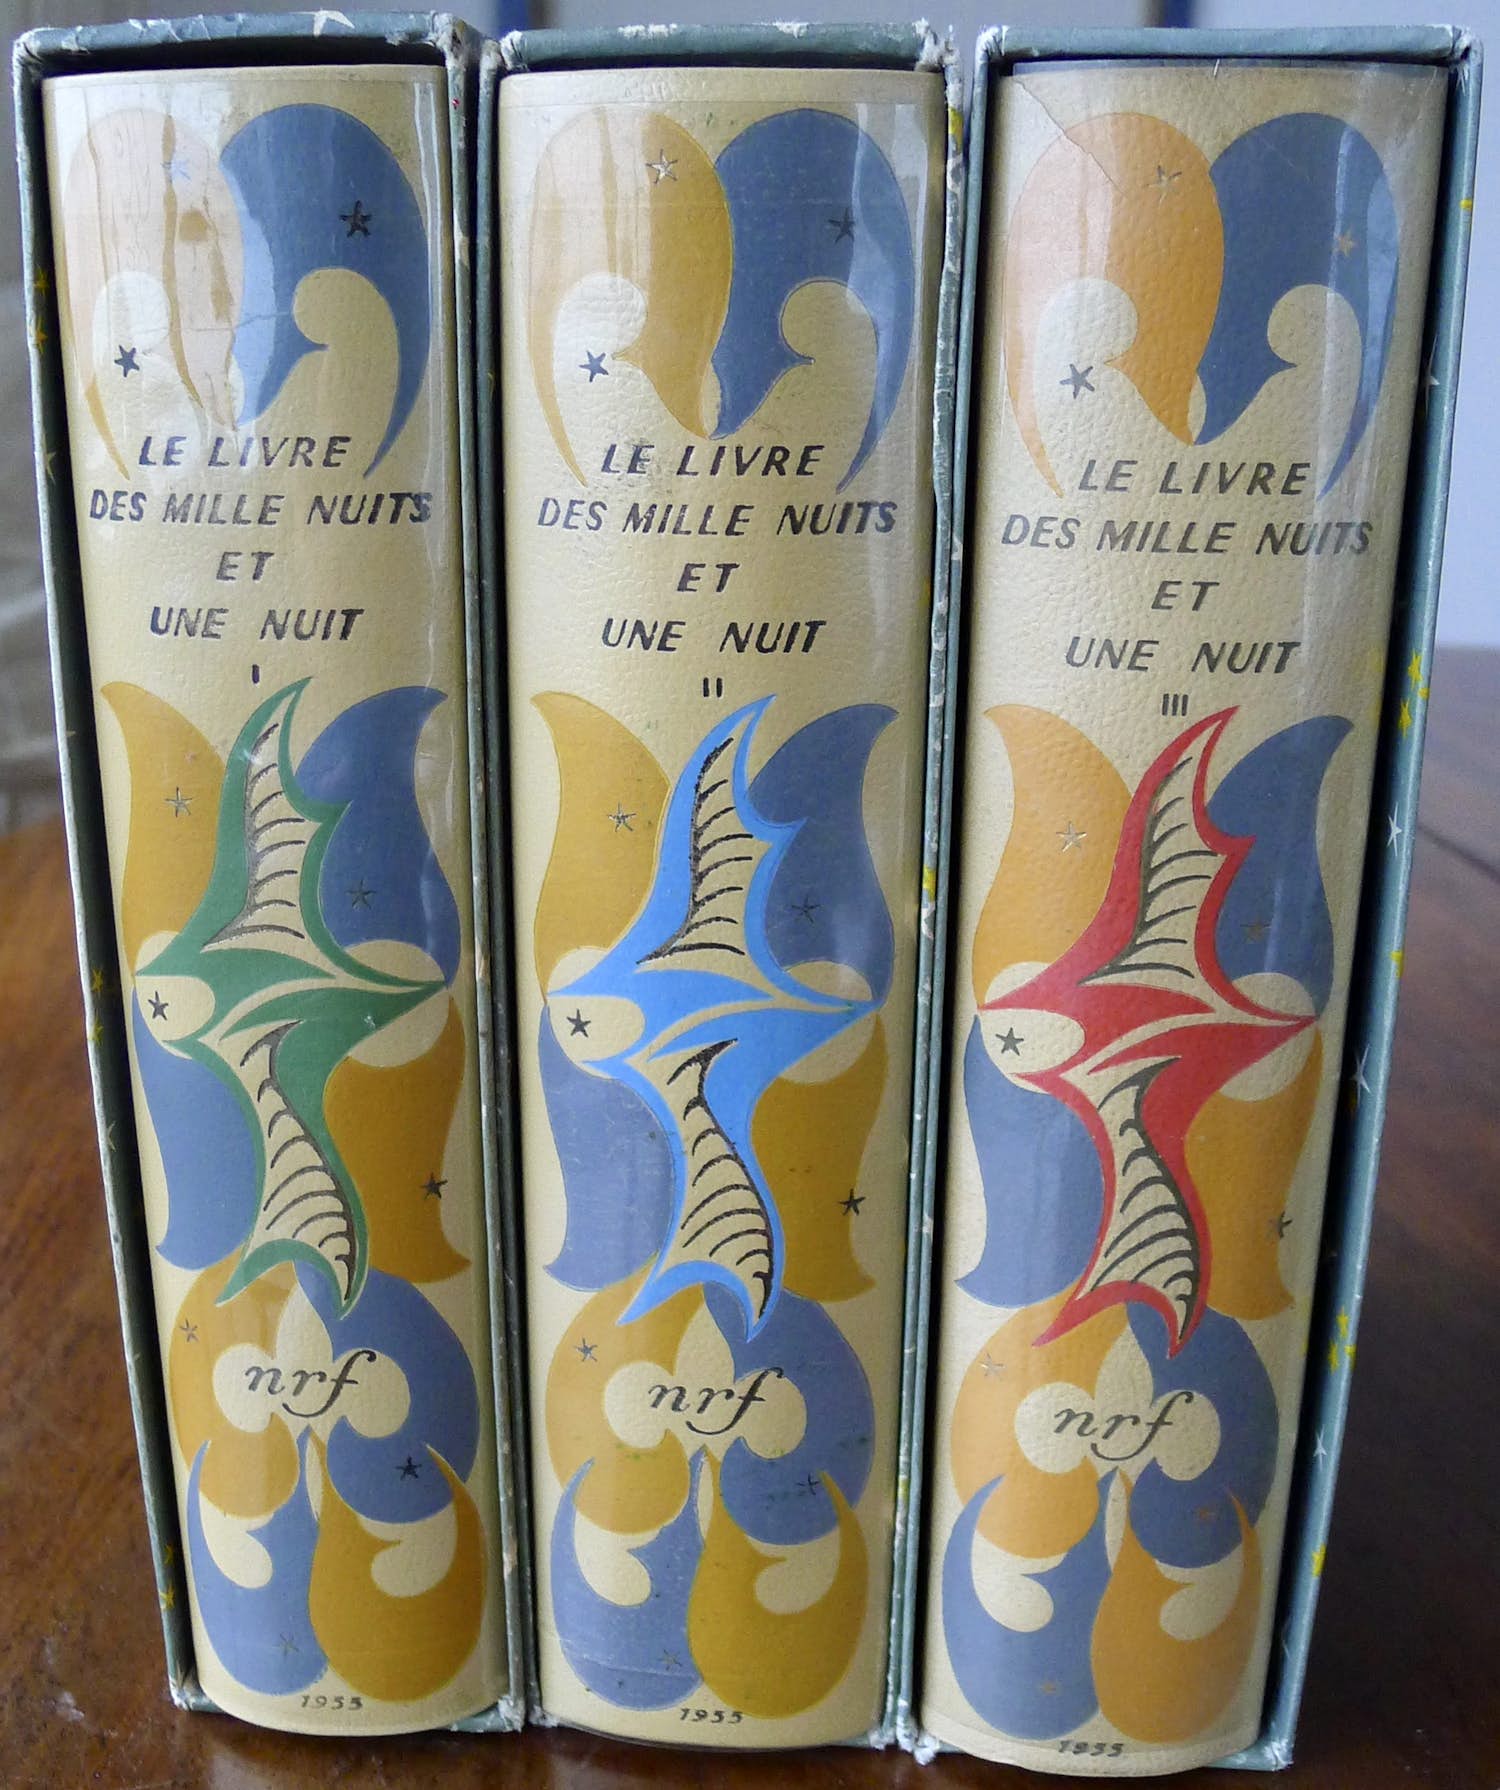 LE LIVRE
DES MILLE NUITS
ET
UNE NUIT
I
nrf
1955
LE LIVRE
DES MILLE NUITS
ET
UNE NUIT
II
nrf
1955
LE LIVRE
DES MILLE NUITS
ET
UNE NUIT
III
nrf
1955